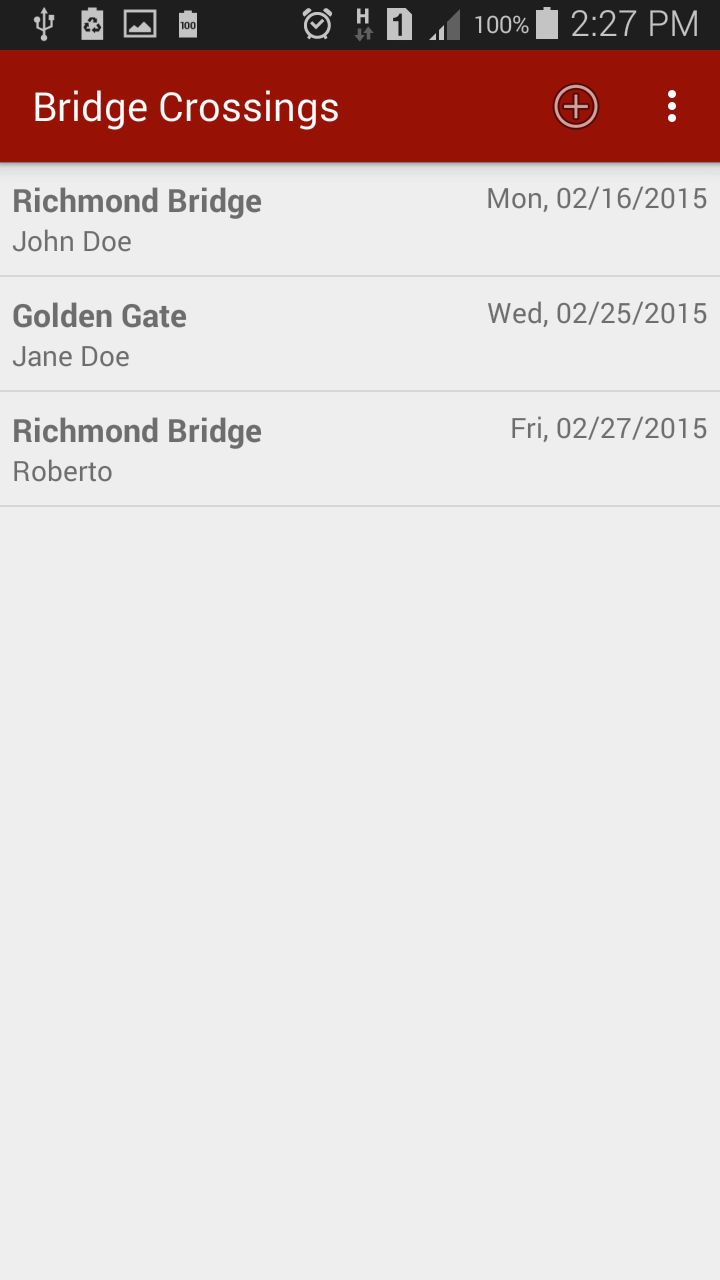 100 H 1 100% 2:27 PM
Bridge Crossings
Richmond Bridge Mon, 02/16/2015
John Doe
Golden Gate Wed, 02/25/2015
Jane Doe
Richmond Bridge Fri, 02/27/2015
Roberto